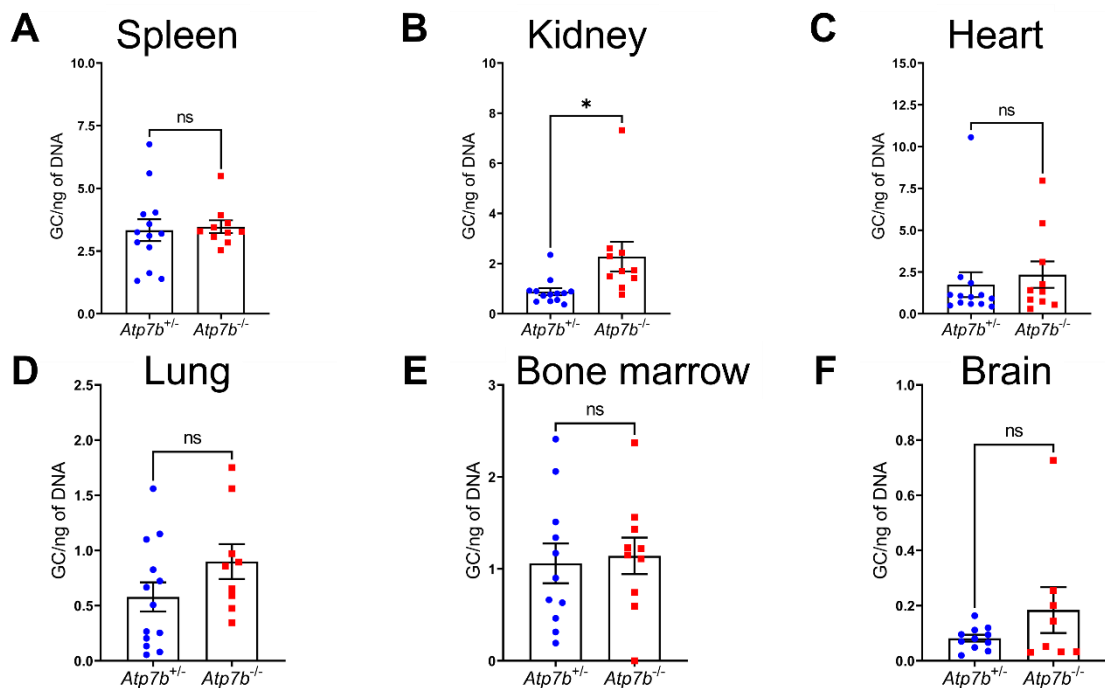 A Spleen
GC/ng of DNA
10.0
7.5
5.0
2.5
0.0
ns
Atp7b+/- Atp7b-/-
B Kidney
GC/ng of DNA
10
8
6
4
2
0
*
Atp7b+/- Atp7b-/-
C Heart
GC/ng of DNA
15.0
12.5
10.0
7.5
5.0
2.5
0.0
ns
Atp7b+/- Atp7b-/-
D Lung
GC/ng of DNA
2.5
2.0
1.5
1.0
0.5
0.0
ns
Atp7b+/- Atp7b-/-
E Bone marrow
GC/ng of DNA
3
2
1
0
ns
Atp7b+/- Atp7b-/-
F Brain
GC/ng of DNA
1.0
0.8
0.6
0.4
0.2
0.0
ns
Atp7b+/- Atp7b-/-